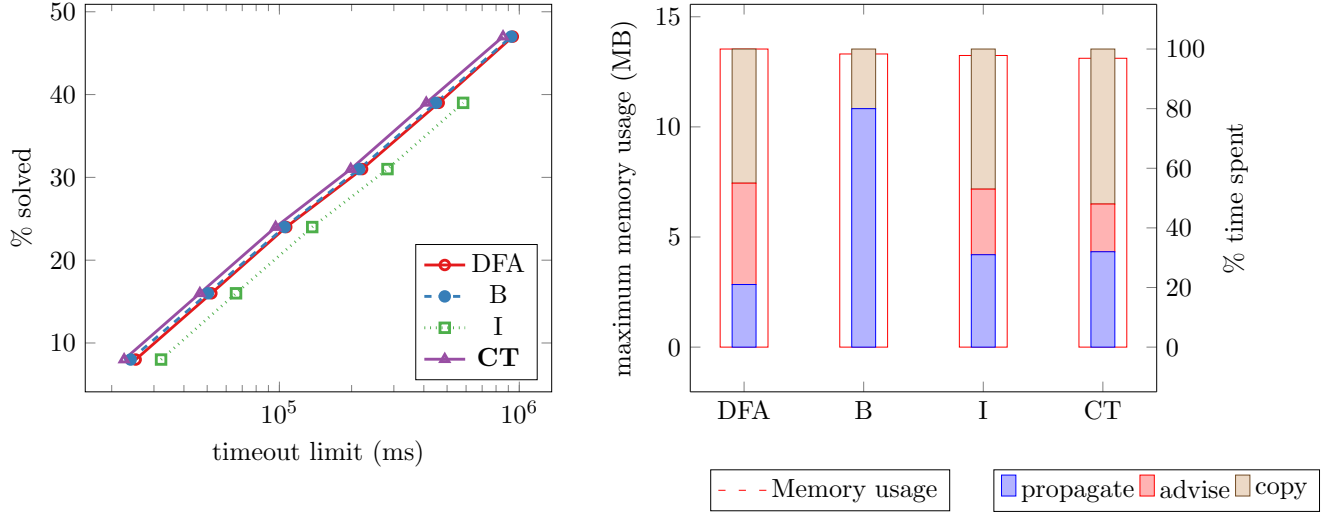 50
40
30
20
10
% solved
10^5
10^6
timeout limit (ms)
DFA
B
I
CT
15
10
5
0
maximum memory usage (MB)
100
80
60
40
20
0
% time spent
DFA
B
I
CT
Memory usage
propagate advise copy